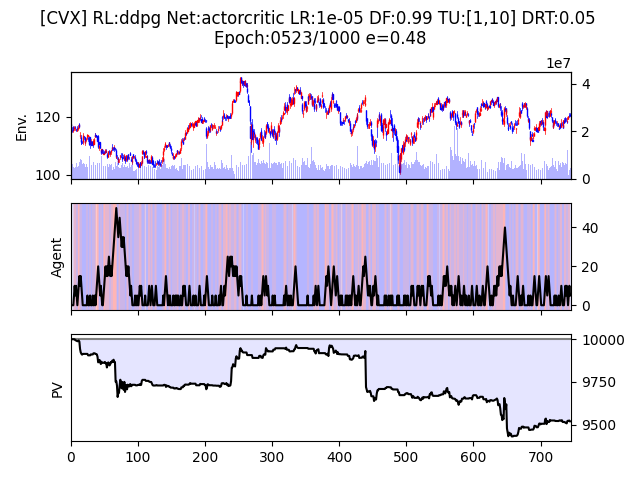 [CVX] RL:ddpg Net:actorcritic LR:1e-05 DF:0.99 TU:[1,10] DRT:0.05
Epoch:0523/1000 e=0.48
1e7
Env.
120
100
4
2
0
Agent
40
20
0
PV
10000
9750
9500
0 100 200 300 400 500 600 700